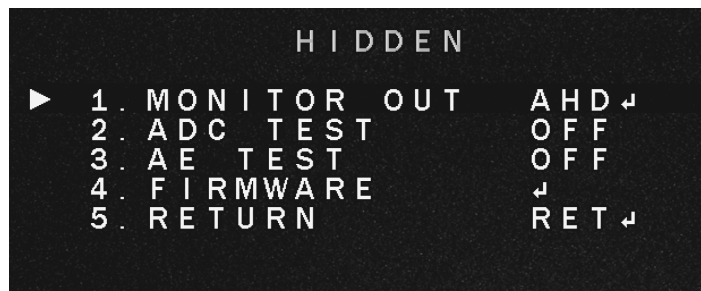 HIDDEN
▶ 1. MONITOR OUT AHD↵
2. ADC TEST OFF
3. AE TEST OFF
4. FIRMWARE ↵
5. RETURN RET↵